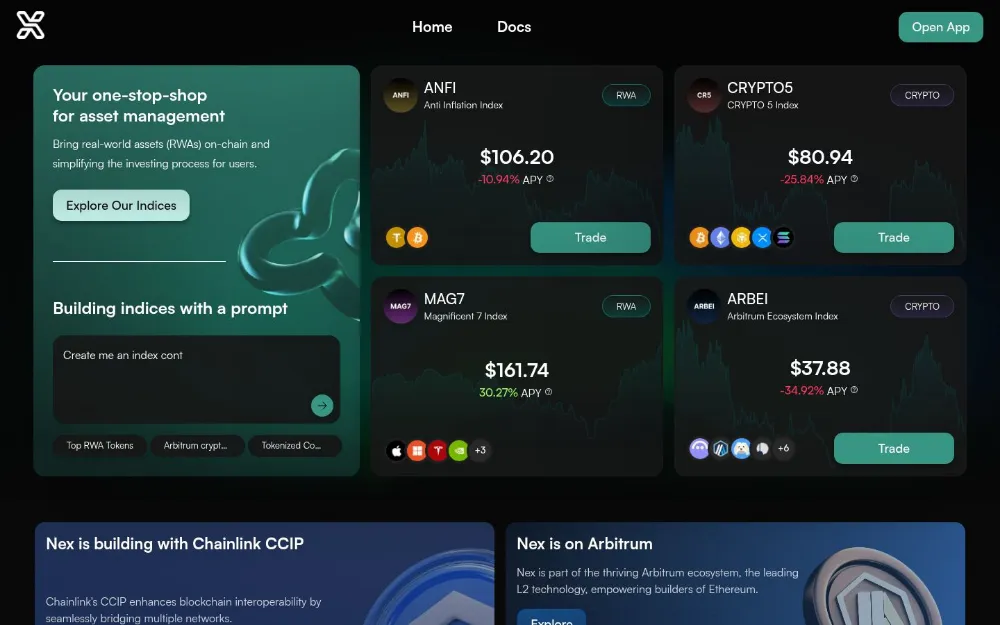 Home
Docs
Open App
Your one-stop-shop
for asset management
Bring real-world assets (RWAs) on-chain and
simplifying the investing process for users.
Explore Our Indices
Building indices with a prompt
Create me an index cont
Top RWA Tokens
Arbitrum crypt...
Tokenized Co...
ANFI
ANFI
Anti Inflation Index
RWA
$106.20
-10.94% APY
Trade
CR5
CRYPTO5
CRYPTO 5 Index
CRYPTO
$80.94
-25.84% APY
Trade
MAG7
MAG7
Magnificent 7 Index
RWA
$161.74
30.27% APY
+3
ARBEI
ARBEI
Arbitrum Ecosystem Index
CRYPTO
$37.88
-34.92% APY
+6
Trade
Nex is building with Chainlink CCIP
Chainlink's CCIP enhances blockchain interoperability by
seamlessly bridging multiple networks.
Nex is on Arbitrum
Nex is part of the thriving Arbitrum ecosystem, the leading
L2 technology, empowering builders of Ethereum.
Explore